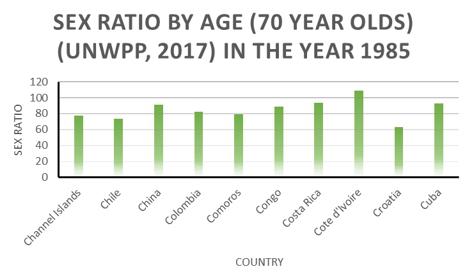 SEX RATIO BY AGE (70 YEAR OLDS)
(UNWPP, 2017) IN THE YEAR 1985
120
100
80
60
40
20
0
SEX RATIO
Channel Islands
Chile
China
Colombia
Comoros
Congo
Costa Rica
Cote d'Ivoire
Croatia
Cuba
COUNTRY